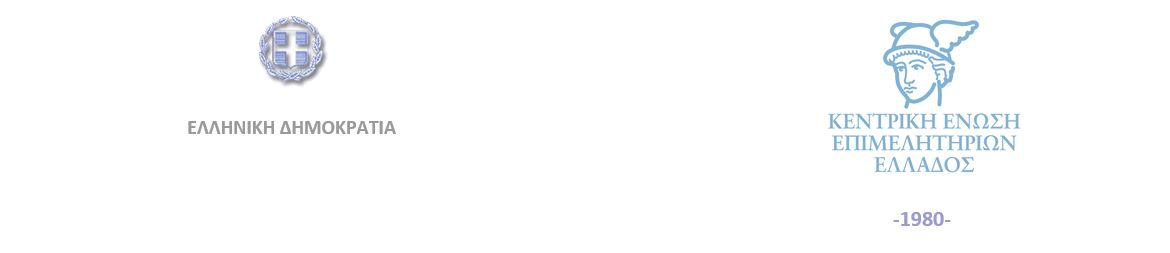 ΕΛΛΗΝΙΚΗ ΔΗΜΟΚΡΑΤΙΑ
ΚΕΝΤΡΙΚΗ ΕΝΩΣΗ
ΕΠΙΜΕΛΗΤΗΡΙΩΝ
ΕΛΛΑΔΟΣ
-1980-